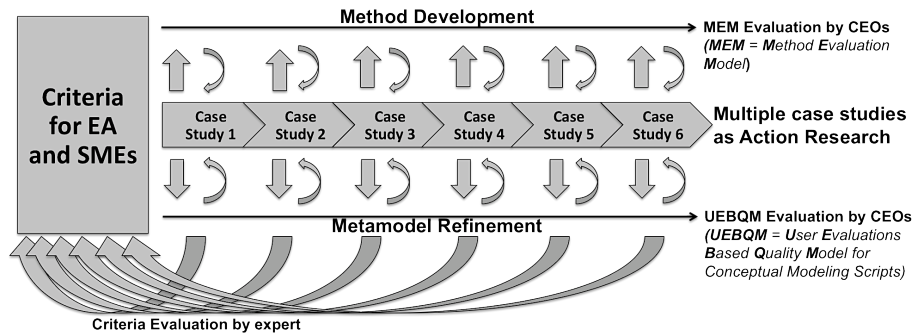 Method Development
MEM Evaluation by CEOs
(MEM = Method Evaluation
Model)
Criteria
for EA
and SMEs
Case
Study 1
Case
Study 2
Case
Study 3
Case
Study 4
Case
Study 5
Case
Study 6
Multiple case studies
as Action Research
Metamodel Refinement
UEBQM Evaluation by CEOs
(UEBQM = User Evaluations
Based Quality Model for
Conceptual Modeling Scripts)
Criteria Evaluation by expert